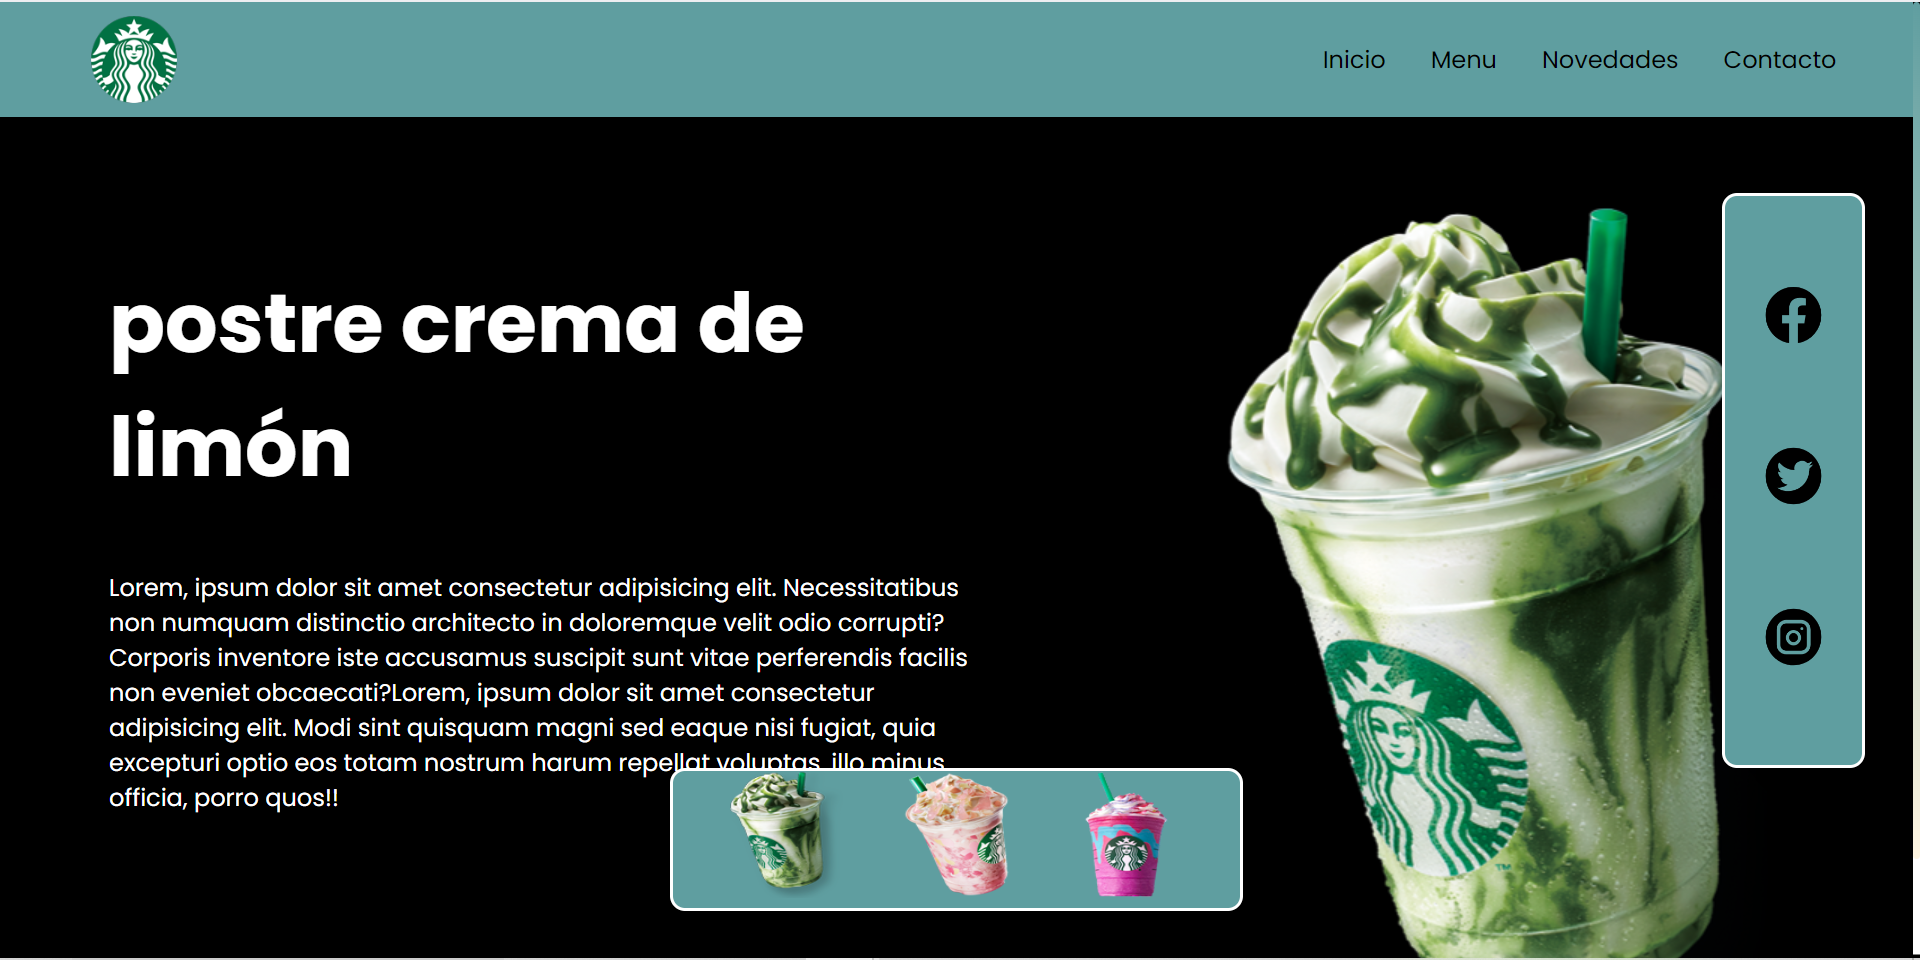 Inicio Menu Novedades Contacto
postre crema de
limón
Lorem, ipsum dolor sit amet consectetur adipisicing elit. Necessitatibus
non numquam distinctio architecto in doloremque velit odio corrupti?
Corporis inventore iste accusamus suscipit sunt vitae perferendis facilis
non eveniet obcaecati?Lorem, ipsum dolor sit amet consectetur
adipisicing elit. Modi sint quisquam magni sed eaque nisi fugiat, quia
excepturi optio eos totam nostrum harum repellat voluptas, illo minus
officia, porro quos!!
TM